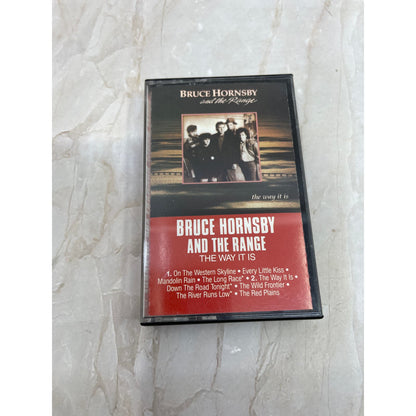 BRUCE HORNSBY
and the Range
the way it is
BRUCE HORNSBY
AND THE RANGE
THE WAY IT IS
1. On The Western Skyline • Every Little Kiss •
Mandolin Rain • The Long Race* • 2. The Way It Is •
Down The Road Tonight* • The Wild Frontier •
The River Runs Low* • The Red Plains